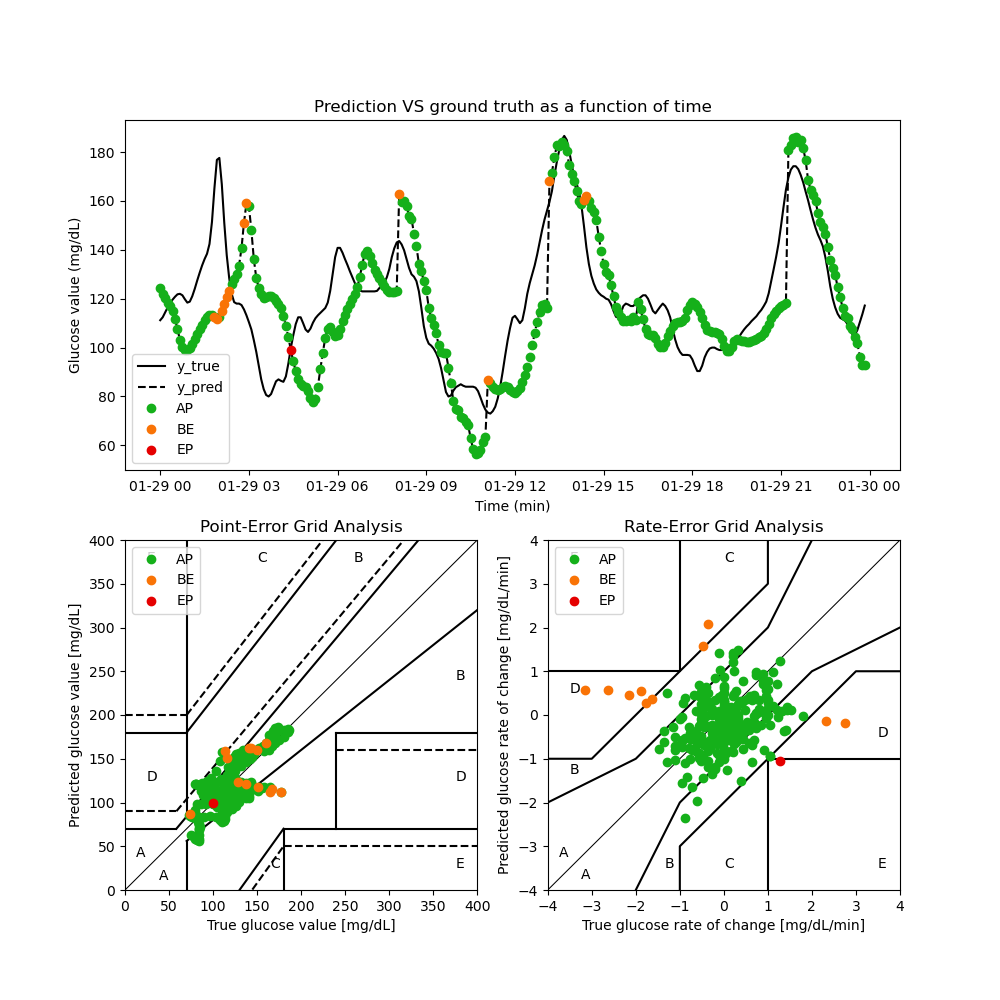 Prediction VS ground truth as a function of time
Glucose value (mg/dL)
180
160
140
120
100
80
60
y_true
y_pred
AP
BE
EP
01-29 00 01-29 03 01-29 06 01-29 09 01-29 12 01-29 15 01-29 18 01-29 21 01-30 00
Time (min)
Point-Error Grid Analysis
Predicted glucose value [mg/dL]
400
350
300
250
200
150
100
50
0
AP
BE
EP
C
B
B
D
D
A
A
C
E
0 50 100 150 200 250 300 350 400
True glucose value [mg/dL]
Rate-Error Grid Analysis
Predicted glucose rate of change [mg/dL/min]
4
3
2
1
0
−1
−2
−3
−4
AP
BE
EP
C
D
D
B
A
A
B
C
E
−4 −3 −2 −1 0 1 2 3 4
True glucose rate of change [mg/dL/min]